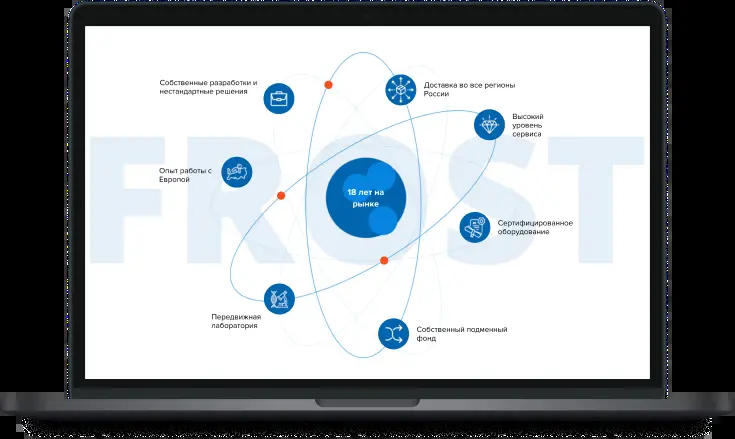 FROST
Собственные разработки и
нестандартные решения
Доставка во все регионы
России
Высокий
уровень
сервиса
Опыт работы с
Европой
18 лет на
рынке
Сертифицированное
оборудование
Передвижная
лаборатория
Собственный подменный
фонд